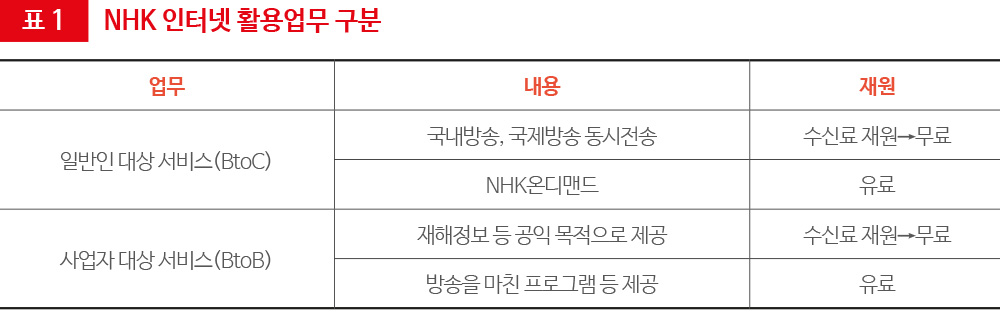 표 1 NHK 인터넷 활용업무 구분
업무 내용 재원
일반인 대상 서비스(BtoC)
국내방송, 국제방송 동시전송 수신료 재원→무료
NHK온디맨드 유료
사업자 대상 서비스(BtoB)
재해정보 등 공익 목적으로 제공 수신료 재원→무료
방송을 마친 프로그램 등 제공 유료